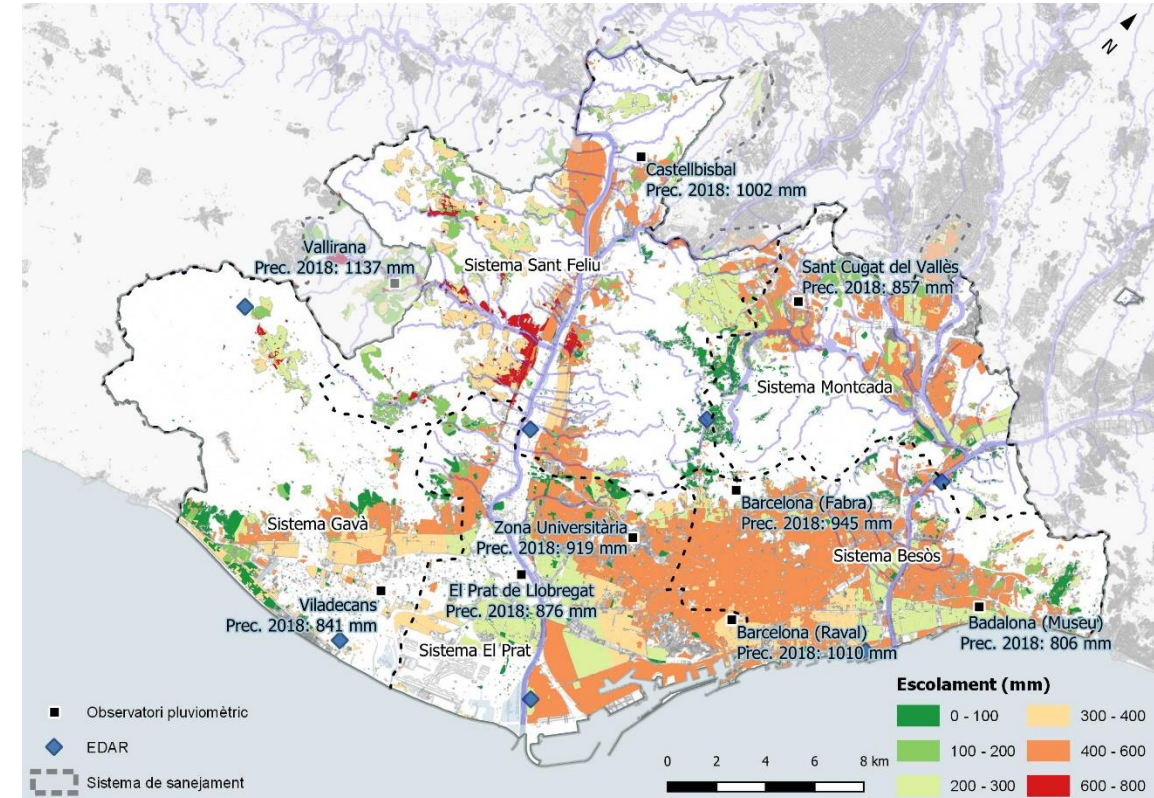 N
Castellbisbal
Prec. 2018: 1002 mm
Vallirana
Prec. 2018: 1137 mm
Sistema Sant Feliu
Sant Cugat del Vallès
Prec. 2018: 857 mm
Sistema Montcada
Barcelona (Fabra)
Prec. 2018: 945 mm
Sistema Gavà
Zona Universitària
Prec. 2018: 919 mm
Sistema Besòs
El Prat de Llobregat
Prec. 2018: 876 mm
Viladecans
Prec. 2018: 841 mm
Badalona (Museu)
Prec. 2018: 806 mm
Barcelona (Raval)
Prec. 2018: 1010 mm
Sistema El Prat
Observatori pluviomètric
EDAR
Sistema de sanejament
0 2 4 6 8 km
Escolament (mm)
0 - 100
300 - 400
100 - 200
400 - 600
200 - 300
600 - 800